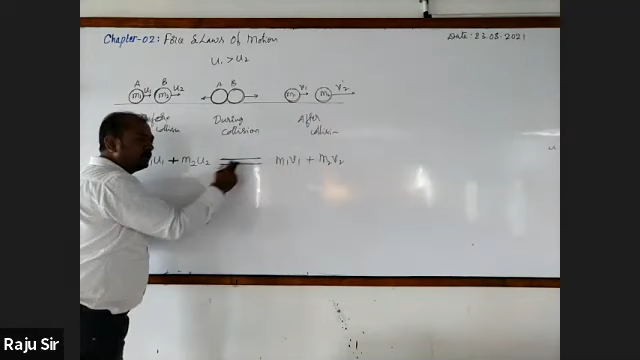 Chapter-02: Force & Laws Of Motion
Date: 23.08.2021
U₁ > U₂
A B A B
m₁ U₁ m₂ U₂ m₁ V₁ m₂ V₂
Before During After
collision collision collision
U₁ + m₂U₂ = m₁V₁ + m₂V₂
Raju Sir